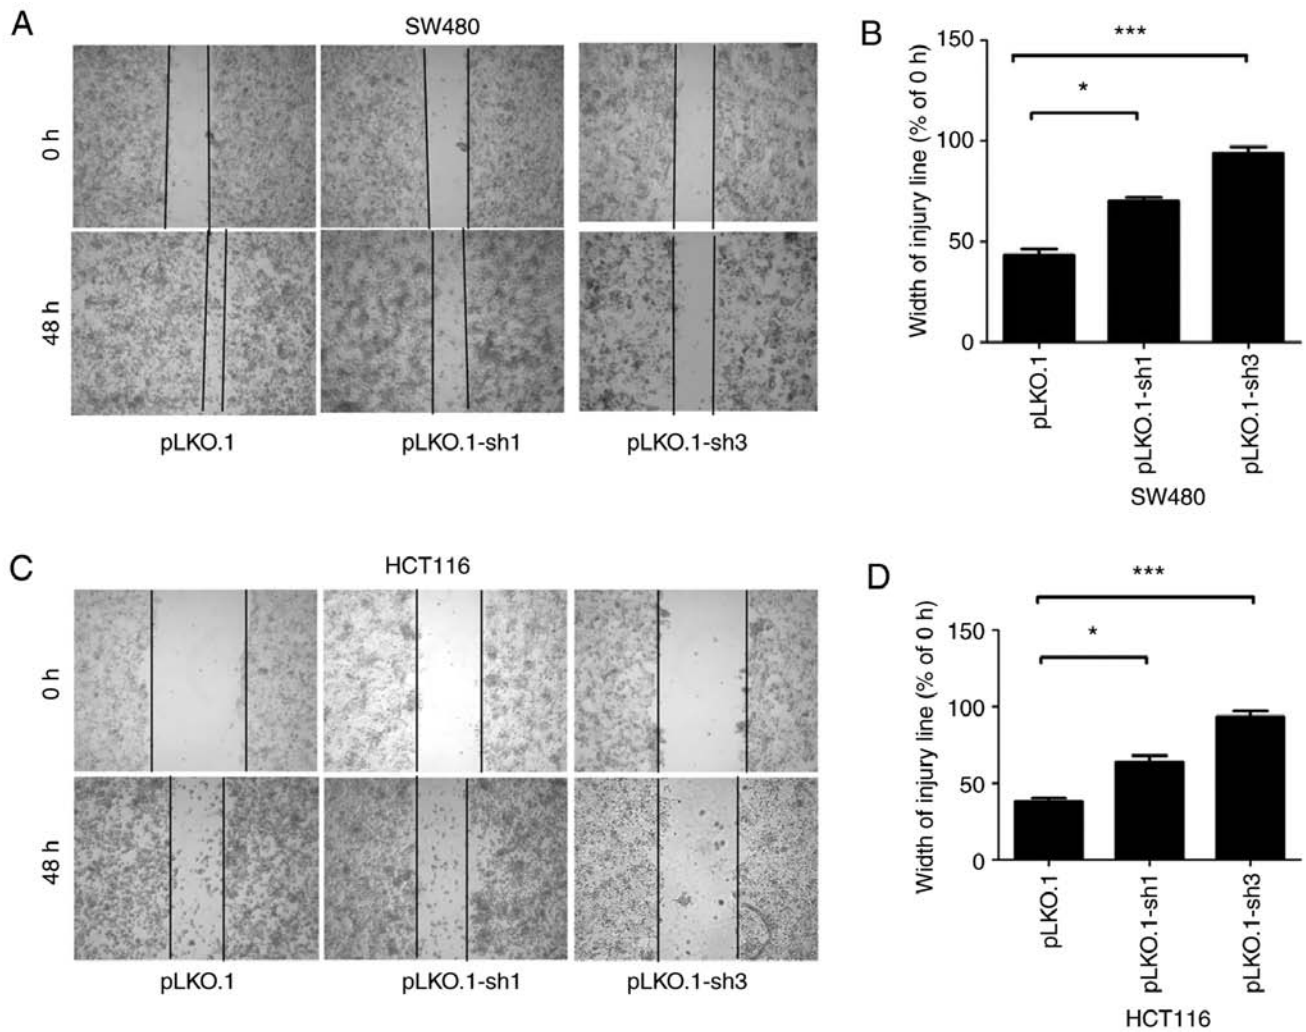 A
SW480
0 h
48 h
pLKO.1
pLKO.1-sh1
pLKO.1-sh3
B
Width of injury line (% of 0 h)
150
100
50
0
***
*
pLKO.1
pLKO.1-sh1
pLKO.1-sh3
SW480
C
HCT116
0 h
48 h
pLKO.1
pLKO.1-sh1
pLKO.1-sh3
D
Width of injury line (% of 0 h)
150
100
50
0
***
*
pLKO.1
pLKO.1-sh1
pLKO.1-sh3
HCT116